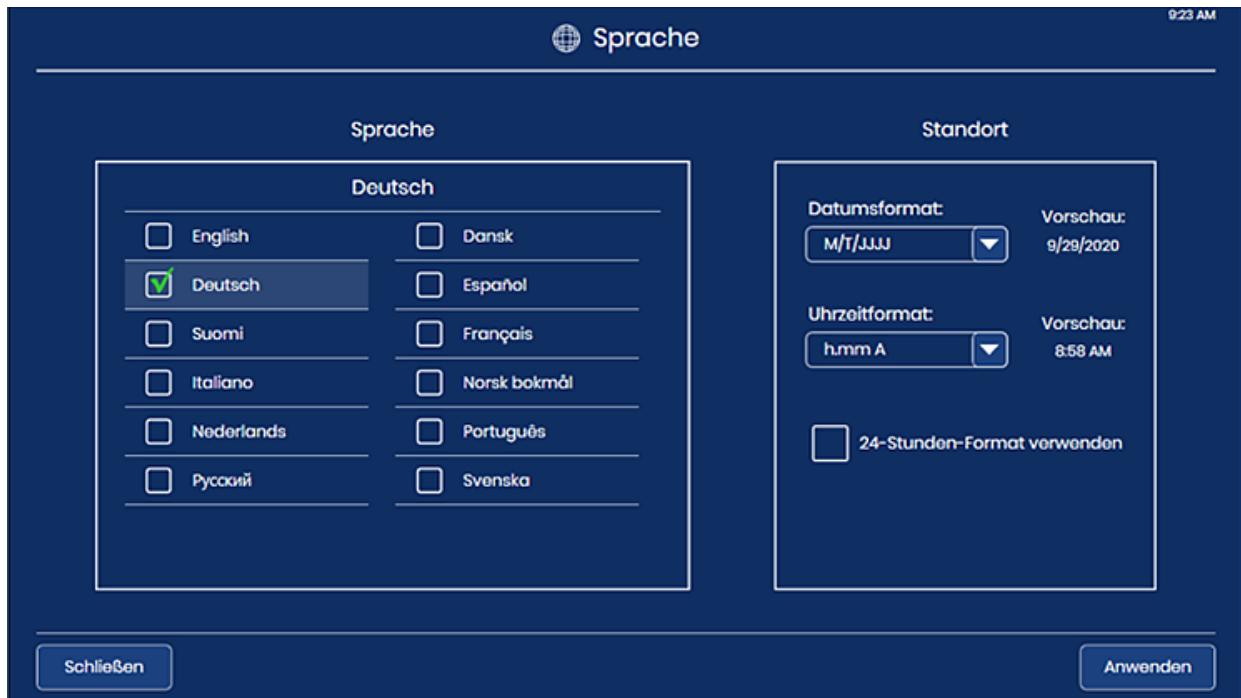 9:23 AM
Sprache
Sprache
Deutsch
English
Dansk
Deutsch
Español
Suomi
Français
Italiano
Norsk bokmål
Nederlands
Português
Русский
Svenska
Standort
Datumsformat:
Vorschau:
M/T/JJJJ
9/29/2020
Uhrzeitformat:
Vorschau:
h.mm A
8:58 AM
24-Stunden-Format verwenden
Schließen
Anwenden